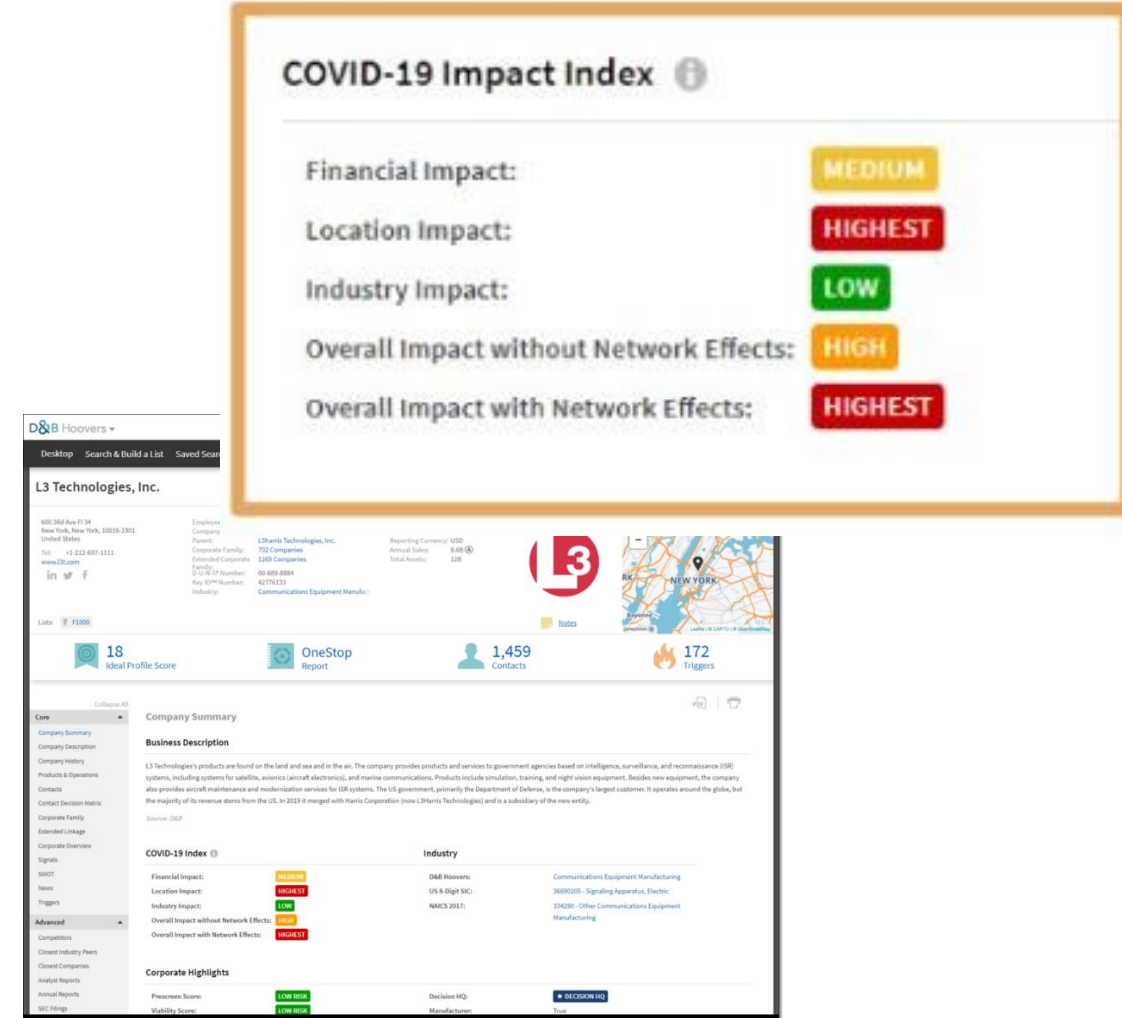 COVID-19 Impact Index
Financial Impact: MEDIUM
Location Impact: HIGHEST
Industry Impact: LOW
Overall Impact without Network Effects: HIGH
Overall Impact with Network Effects: HIGHEST
D&B Hoovers
Desktop Search & Build a List Saved Sear
L3 Technologies, Inc.
600 3Rd Ave Fl 34
New York, New York, 10016-1901
United States
Tel: +1-212-697-1111
www.l3t.com
Employee
Company
Parent: L3harris Technologies, Inc.
Corporate Family: 702 Companies
Extended Corporate Family: 1265 Companies
D-U-N-S® Number: 00-889-8884
Key ID℠ Number: 42776133
Industry: Communications Equipment Manufac
Reporting Currency: USD
Annual Sales: 8.6B
Total Assets: 12B
L3
NEW YORK
Bayonne
Lists: F1000
Notes
18
Ideal Profile Score
OneStop
Report
1,459
Contacts
172
Triggers
Collapse All
PDF
Core
Company Summary
Company Description
Company History
Products & Operations
Contacts
Contact Decision Matrix
Corporate Family
Extended Linkage
Corporate Overview
Signals
SWOT
News
Triggers
Advanced
Competitors
Closest Industry Peers
Closest Companies
Analyst Reports
Annual Reports
SEC Filings
Company Summary
Business Description
L3 Technologies's products are found on the land and sea and in the air. The company provides products and services to government agencies based on intelligence, surveillance, and reconnaissance (ISR)
systems, including systems for satellite, avionics (aircraft electronics), and marine communications. Products include simulation, training, and night vision equipment. Besides new equipment, the company
also provides aircraft maintenance and modernization services for ISR systems. The US government, primarily the Department of Defense, is the company's largest customer. It operates around the globe, but
the majority of its revenue stems from the US. In 2019 it merged with Harris Corporation (now L3Harris Technologies) and is a subsidiary of the new entity.
Source: D&B
COVID-19 Index
Financial Impact: MEDIUM
Location Impact: HIGHEST
Industry Impact: LOW
Overall Impact without Network Effects: HIGH
Overall Impact with Network Effects: HIGHEST
Industry
D&B Hoovers: Communications Equipment Manufacturing
US 8-Digit SIC: 36690205 - Signaling Apparatus, Electric
NAICS 2017: 334290 - Other Communications Equipment
Manufacturing
Corporate Highlights
Prescreen Score: LOW RISK
Viability Score: LOW RISK
Decision HQ: ★ DECISION HQ
Manufacturer: True